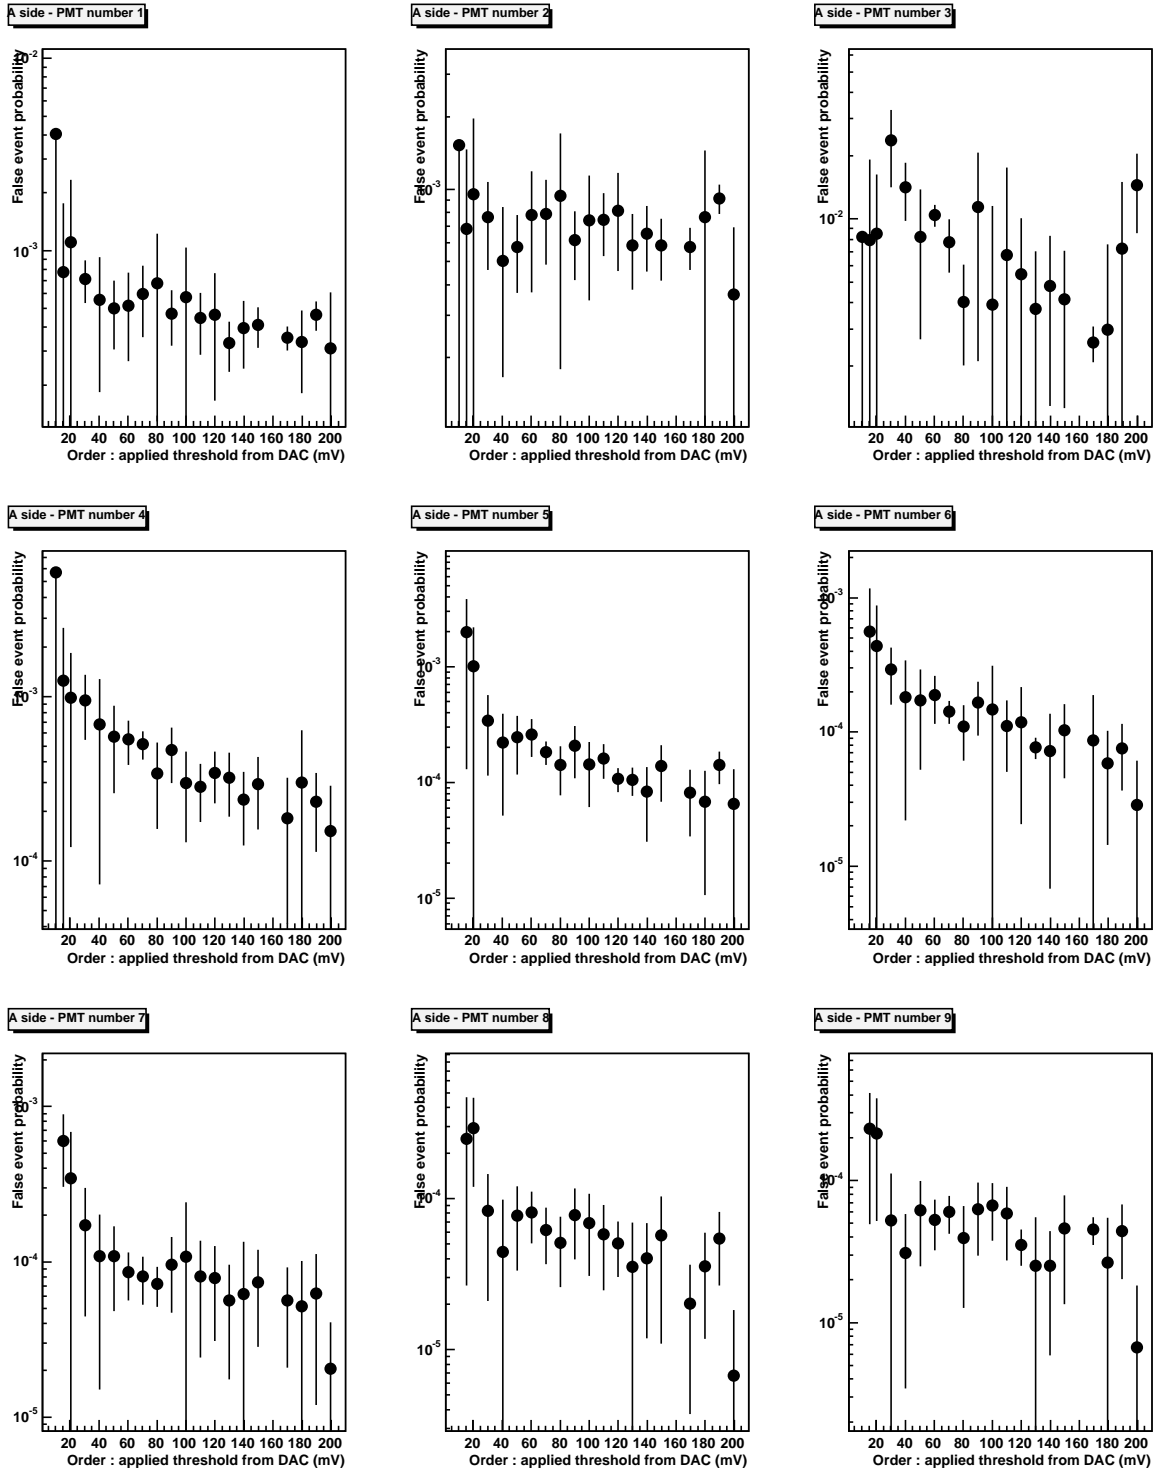 A side - PMT number 1
A side - PMT number 2
A side - PMT number 3
False event probability
10-2
10-3
20 40 60 80 100 120 140 160 180 200
Order : applied threshold from DAC (mV)
False event probability
10-3
20 40 60 80 100 120 140 160 180 200
Order : applied threshold from DAC (mV)
False event probability
10-2
20 40 60 80 100 120 140 160 180 200
Order : applied threshold from DAC (mV)
A side - PMT number 4
A side - PMT number 5
A side - PMT number 6
False event probability
10-3
10-4
20 40 60 80 100 120 140 160 180 200
Order : applied threshold from DAC (mV)
False event probability
10-3
10-4
10-5
20 40 60 80 100 120 140 160 180 200
Order : applied threshold from DAC (mV)
False event probability
10-3
10-4
10-5
20 40 60 80 100 120 140 160 180 200
Order : applied threshold from DAC (mV)
A side - PMT number 7
A side - PMT number 8
A side - PMT number 9
False event probability
10-3
10-4
10-5
20 40 60 80 100 120 140 160 180 200
Order : applied threshold from DAC (mV)
False event probability
10-4
10-5
20 40 60 80 100 120 140 160 180 200
Order : applied threshold from DAC (mV)
False event probability
10-4
10-5
20 40 60 80 100 120 140 160 180 200
Order : applied threshold from DAC (mV)